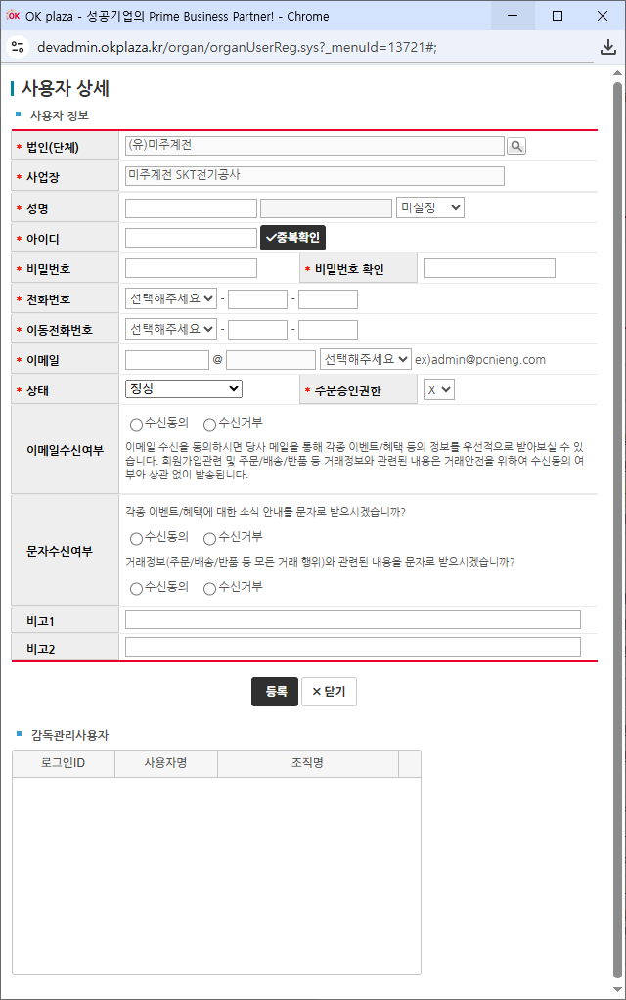 OK plaza - 성공기업의 Prime Business Partner! - Chrome
devadmin.okplaza.kr/organ/organUserReg.sys?_menuId=13721#;
사용자 상세
사용자 정보
* 법인(단체) (유)미주계전
* 사업장 미주계전 SKT전기공사
* 성명 미설정
* 아이디 중복확인
* 비밀번호 * 비밀번호 확인
* 전화번호 선택해주세요 - -
* 이동전화번호 선택해주세요 - -
* 이메일 @ 선택해주세요 ex)admin@pcnieng.com
* 상태 정상 * 주문승인권한 X
이메일수신여부 수신동의 수신거부
이메일 수신을 동의하시면 당사 메일을 통해 각종 이벤트/혜택 등의 정보를 우선적으로 받아보실 수 있
습니다. 회원가입관련 및 주문/배송/반품 등 거래정보와 관련된 내용은 거래안전을 위하여 수신동의 여
부와 상관 없이 발송됩니다.
문자수신여부
각종 이벤트/혜택에 대한 소식 안내를 문자로 받으시겠습니까?
수신동의 수신거부
거래정보(주문/배송/반품 등 모든 거래 행위)와 관련된 내용을 문자로 받으시겠습니까?
수신동의 수신거부
비고1
비고2
등록 × 닫기
감독관리사용자
로그인ID 사용자명 조직명